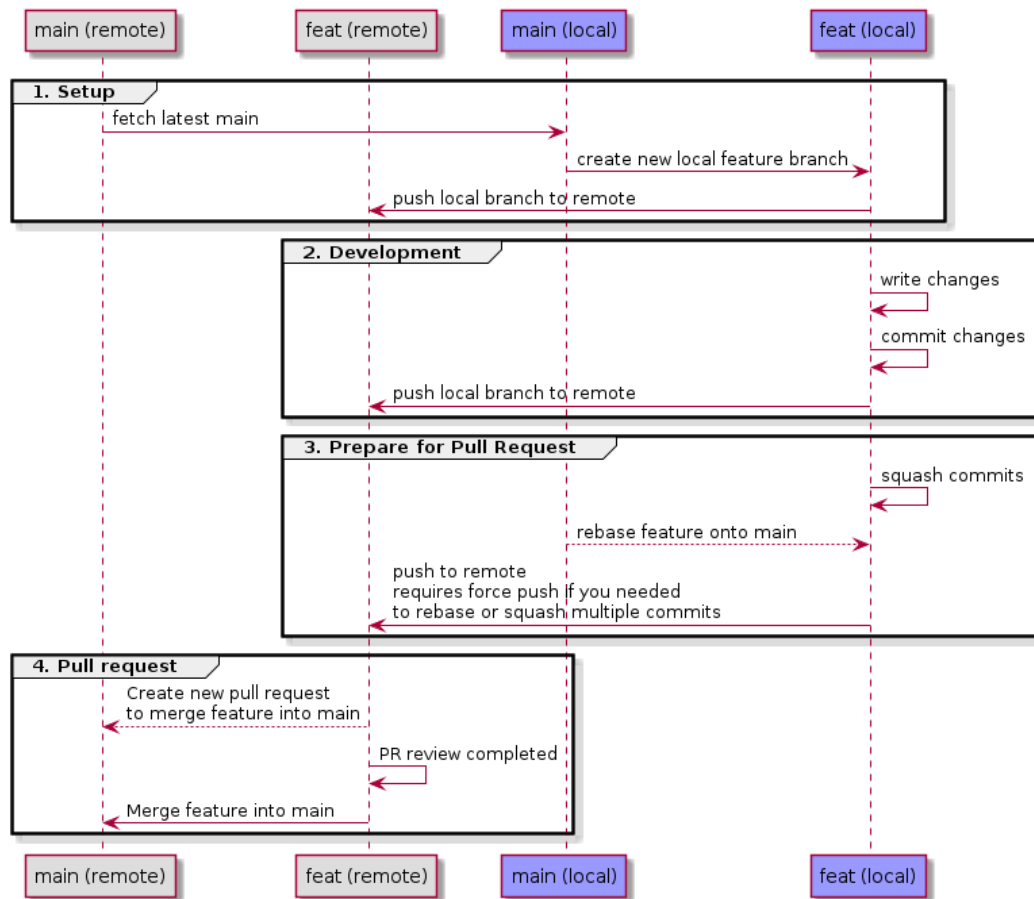 main (remote)
feat (remote)
main (local)
feat (local)
1. Setup
fetch latest main
create new local feature branch
push local branch to remote
2. Development
write changes
commit changes
push local branch to remote
3. Prepare for Pull Request
squash commits
rebase feature onto main
push to remote
requires force push if you needed
to rebase or squash multiple commits
4. Pull request
Create new pull request
to merge feature into main
PR review completed
Merge feature into main
main (remote)
feat (remote)
main (local)
feat (local)